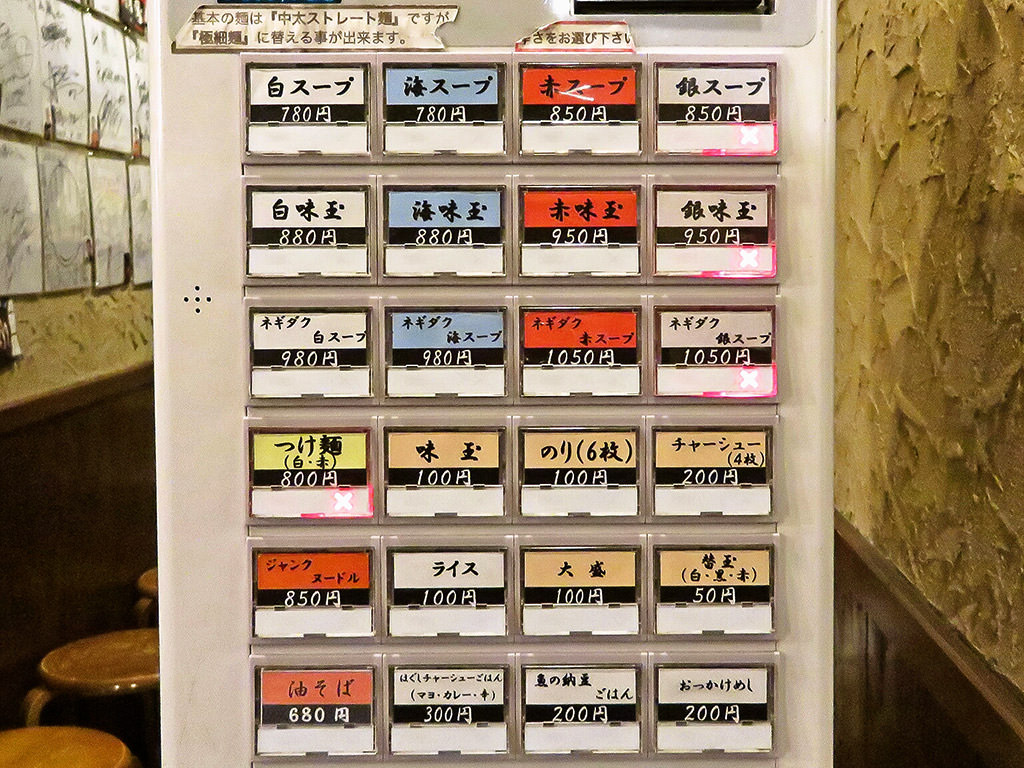 基本の麺は『中太ストレート麺』ですが
『極細麺』に替える事が出来ます。
さをお選び下さい
白スープ
780円
海スープ
780円
赤スープ
850円
銀スープ
850円
白味玉
880円
海味玉
880円
赤味玉
950円
銀味玉
950円
ネギダク
白スープ
980円
ネギダク
海スープ
980円
ネギダク
赤スープ
1050円
ネギダク
銀スープ
1050円
つけ麺
(白・赤)
800円
味玉
100円
のり(6枚)
100円
チャーシュー
(4枚)
200円
ジャンク
ヌードル
850円
ライス
100円
大盛
100円
替玉
(白・黒・赤)
50円
油そば
680円
ほぐしチャーシューごはん
(マヨ・カレー・辛)
300円
魚の納豆
ごはん
200円
おっかけめし
200円